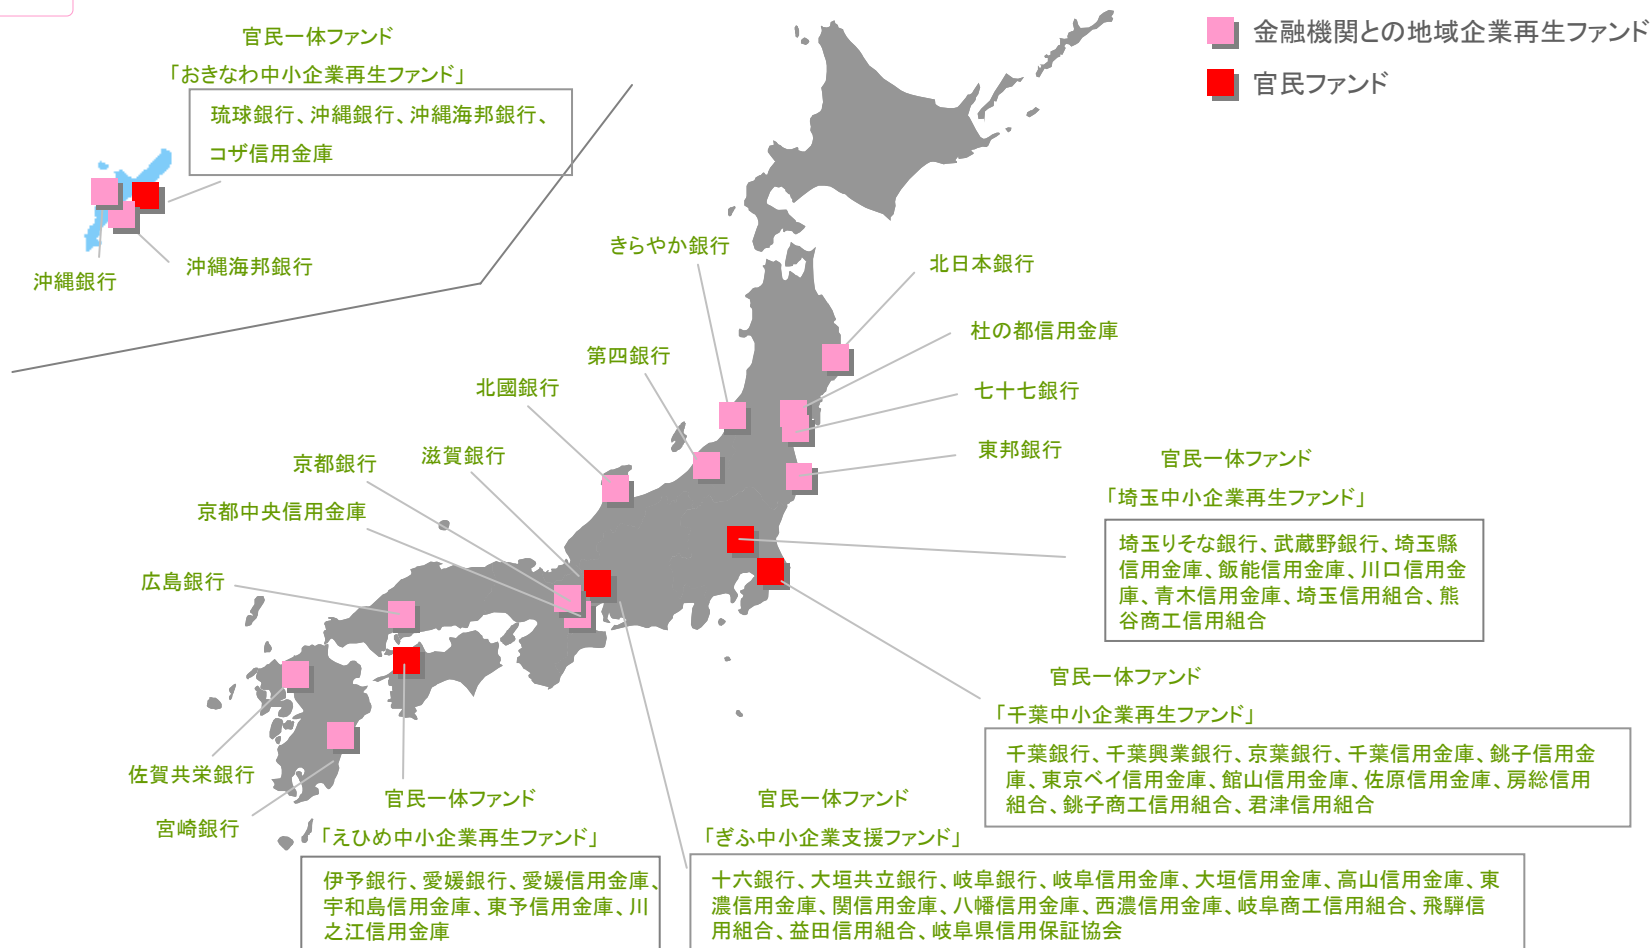 金融機関との地域企業再生ファンド
官民ファンド
官民一体ファンド
「おきなわ中小企業再生ファンド」
琉球銀行、沖縄銀行、沖縄海邦銀行、
コザ信用金庫
沖縄銀行
沖縄海邦銀行
きらやか銀行
北日本銀行
杜の都信用金庫
第四銀行
北國銀行
七十七銀行
東邦銀行
滋賀銀行
京都銀行
京都中央信用金庫
広島銀行
佐賀共栄銀行
宮崎銀行
官民一体ファンド
「埼玉中小企業再生ファンド」
埼玉りそな銀行、武蔵野銀行、埼玉縣
信用金庫、飯能信用金庫、川口信用金
庫、青木信用金庫、埼玉信用組合、熊
谷商工信用組合
官民一体ファンド
「千葉中小企業再生ファンド」
千葉銀行、千葉興業銀行、京葉銀行、千葉信用金庫、銚子信用金
庫、東京ベイ信用金庫、館山信用金庫、佐原信用金庫、房総信用
組合、銚子商工信用組合、君津信用組合
官民一体ファンド
「えひめ中小企業再生ファンド」
伊予銀行、愛媛銀行、愛媛信用金庫、
宇和島信用金庫、東予信用金庫、川
之江信用金庫
官民一体ファンド
「ぎふ中小企業支援ファンド」
十六銀行、大垣共立銀行、岐阜銀行、岐阜信用金庫、大垣信用金庫、高山信用金庫、東
濃信用金庫、関信用金庫、八幡信用金庫、西濃信用金庫、岐阜商工信用組合、飛騨信
用組合、益田信用組合、岐阜県信用保証協会